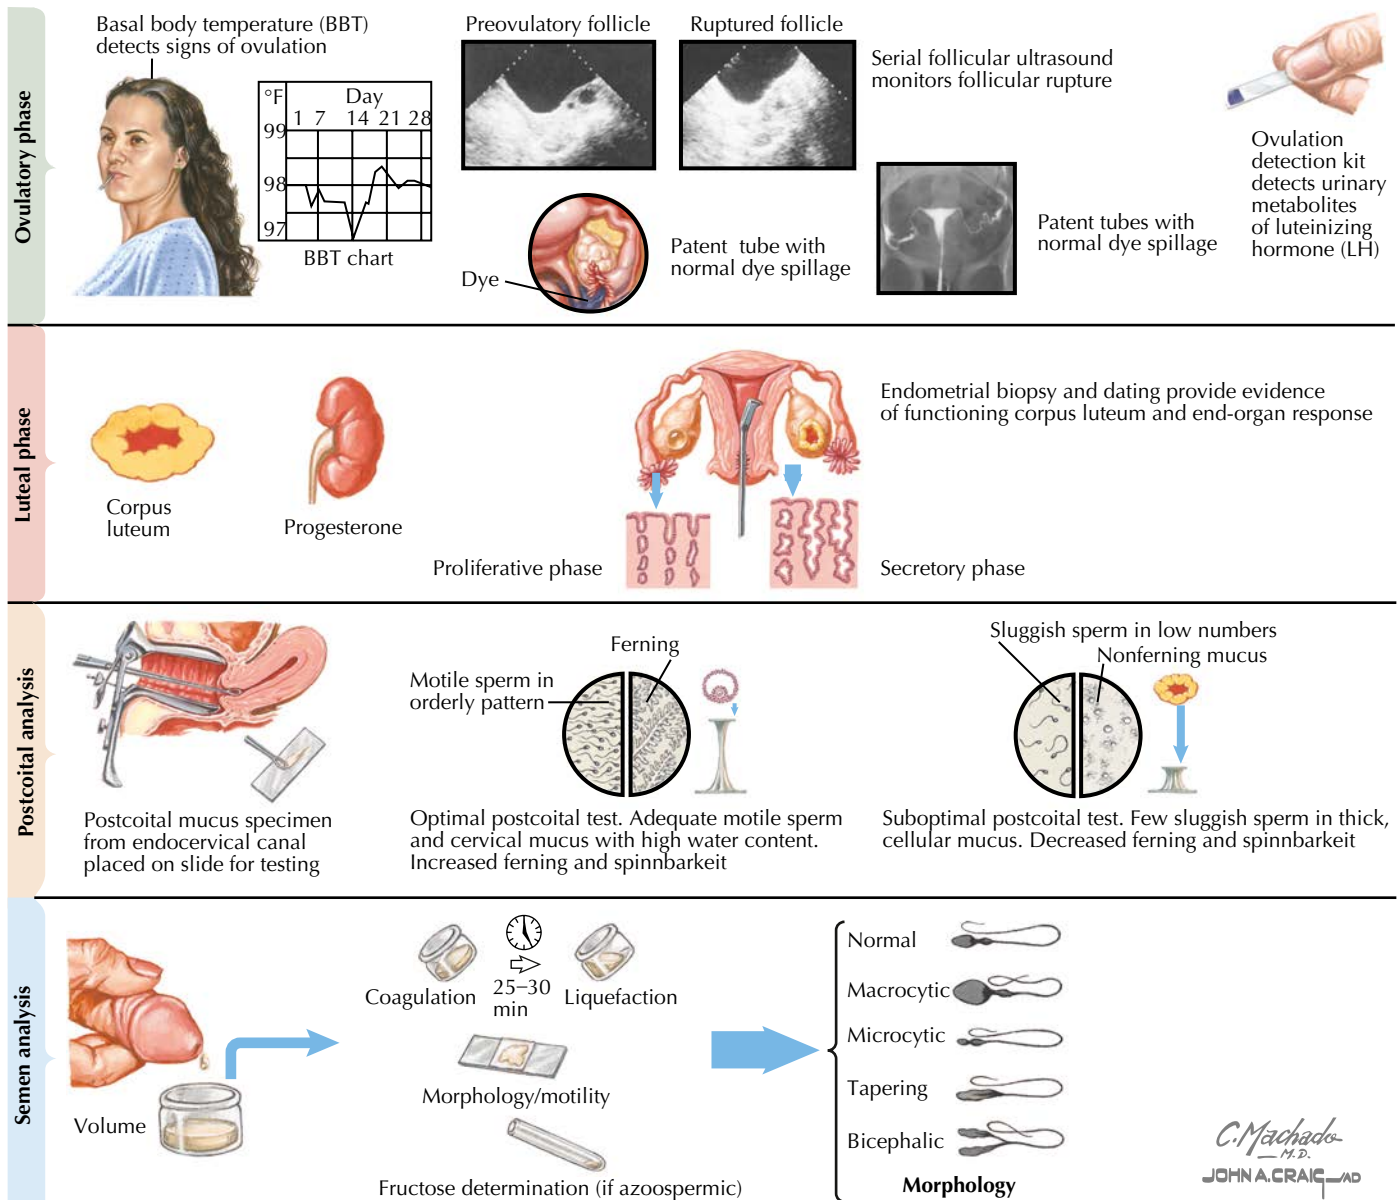 Ovulatory phase
Basal body temperature (BBT)
detects signs of ovulation
°F
Day
1 7 14 21 28
99
98
97
BBT chart
Preovulatory follicle
Ruptured follicle
Serial follicular ultrasound
monitors follicular rupture
Dye
Patent tube with
normal dye spillage
Patent tubes with
normal dye spillage
Ovulation
detection kit
detects urinary
metabolites
of luteinizing
hormone (LH)
Luteal phase
Corpus
luteum
Progesterone
Proliferative phase
Endometrial biopsy and dating provide evidence
of functioning corpus luteum and end-organ response
Secretory phase
Postcoital analysis
Postcoital mucus specimen
from endocervical canal
placed on slide for testing
Ferning
Motile sperm in
orderly pattern
Optimal postcoital test. Adequate motile sperm
and cervical mucus with high water content.
Increased ferning and spinnbarkeit
Sluggish sperm in low numbers
Nonferning mucus
Suboptimal postcoital test. Few sluggish sperm in thick,
cellular mucus. Decreased ferning and spinnbarkeit
Semen analysis
Volume
Coagulation
25–30
min
Liquefaction
Morphology/motility
Fructose determination (if azoospermic)
Normal
Macrocytic
Microcytic
Tapering
Bicephalic
Morphology
C. Machado
M.D.
JOHN A. CRAIG MD